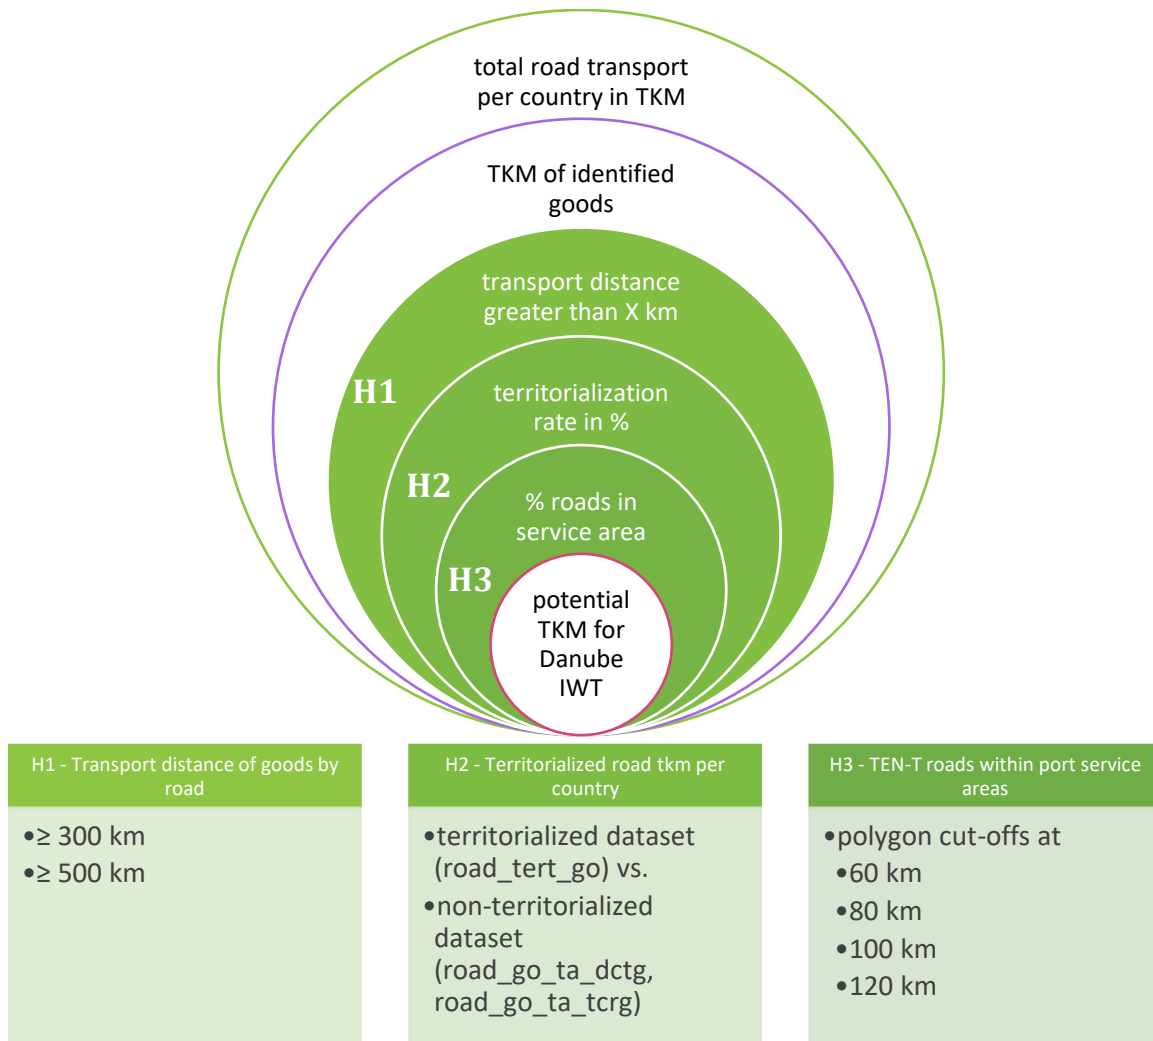 total road transport
per country in TKM
TKM of identified
goods
transport distance
greater than X km
H1
territorialization
rate in %
H2
% roads in
service area
H3
potential
TKM for
Danube
IWT
H1 - Transport distance of goods by
road
•≥ 300 km
•≥ 500 km
H2 - Territorialized road tkm per
country
•territorialized dataset
(road_tert_go) vs.
•non-territorialized
dataset
(road_go_ta_dctg,
road_go_ta_tcrg)
H3 - TEN-T roads within port service
areas
•polygon cut-offs at
•60 km
•80 km
•100 km
•120 km